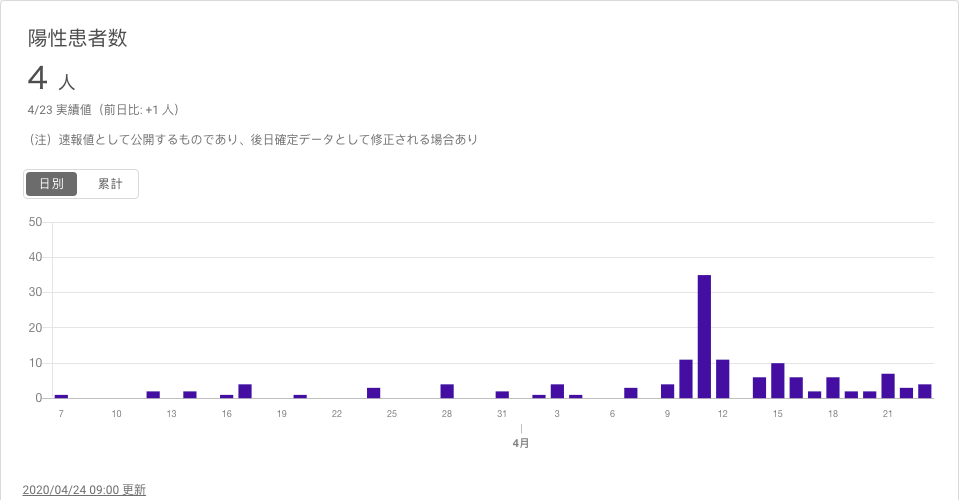 陽性患者数
4 人
4/23 実績値（前日比: +1 人）
（注）速報値として公開するものであり、後日確定データとして修正される場合あり
日別 累計
50
40
30
20
10
0
7 10 13 16 19 22 25 28 31 3 6 9 12 15 18 21
4月
2020/04/24 09:00 更新